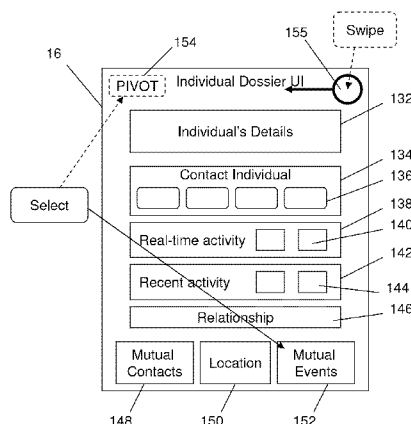 154
155
Swipe
16
PIVOT
Individual Dossier UI
132
Individual's Details
134
Contact Individual
136
Select
138
Real-time activity
140
142
Recent activity
144
146
Relationship
Mutual Contacts
Location
Mutual Events
148
150
152